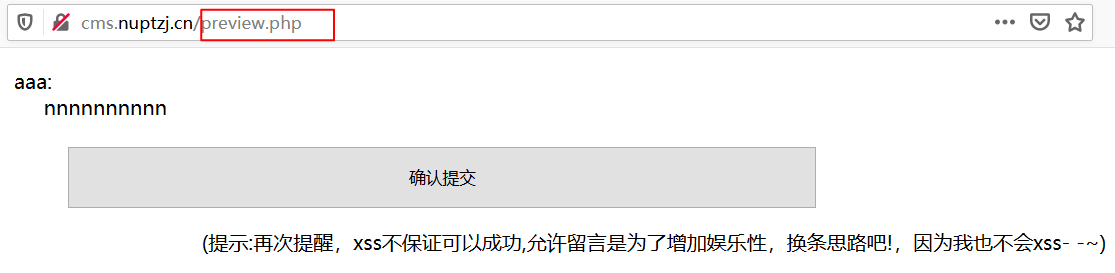 cms.nuptzj.cn/preview.php
aaa:
nnnnnnnnnn
确认提交
(提示:再次提醒，xss不保证可以成功,允许留言是为了增加娱乐性，换条思路吧!，因为我也不会xss- -~)